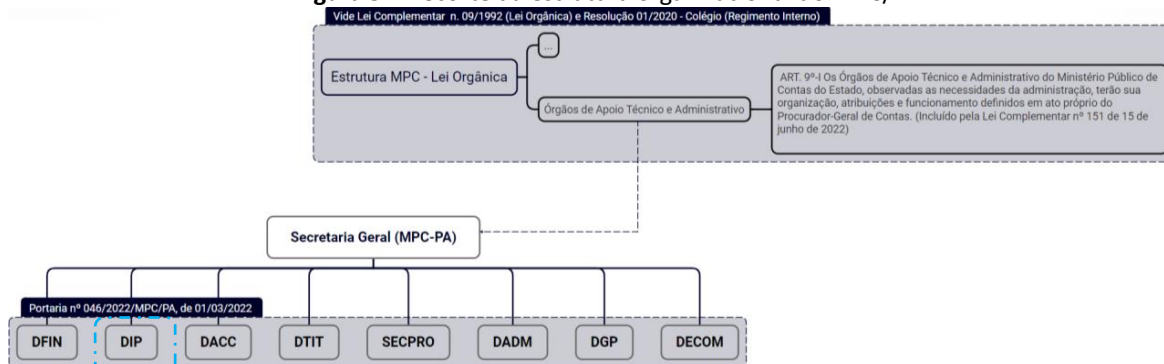 Vide Lei Complementar n. 09/1992 (Lei Orgânica) e Resolução 01/2020 - Colégio (Regimento Interno)
...
Estrutura MPC - Lei Orgânica
Órgãos de Apoio Técnico e Administrativo
ART. 9º-I Os Órgãos de Apoio Técnico e Administrativo do Ministério Público de
Contas do Estado, observadas as necessidades da administração, terão sua
organização, atribuições e funcionamento definidos em ato próprio do
Procurador-Geral de Contas. (Incluído pela Lei Complementar nº 151 de 15 de
junho de 2022)
Secretaria Geral (MPC-PA)
Portaria nº 046/2022/MPC/PA, de 01/03/2022
DFIN DIP DACC DTIT SECPRO DADM DGP DECOM